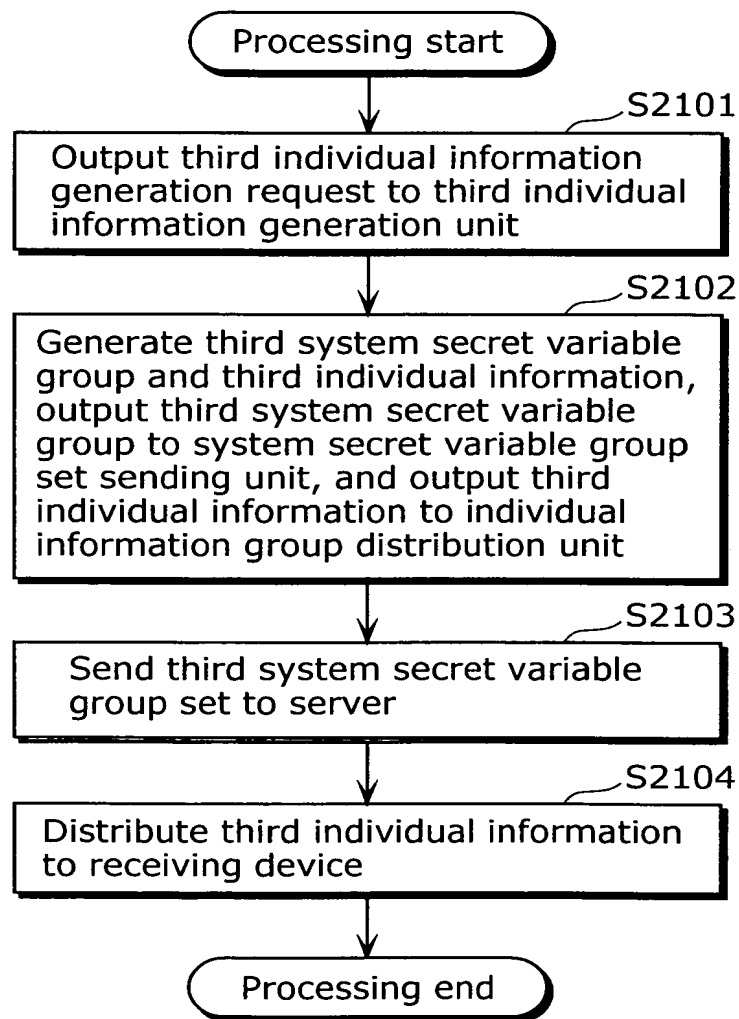 Processing start
S2101
Output third individual information
generation request to third individual
information generation unit
S2102
Generate third system secret variable
group and third individual information,
output third system secret variable
group to system secret variable group
set sending unit, and output third
individual information to individual
information group distribution unit
S2103
Send third system secret variable
group set to server
S2104
Distribute third individual information
to receiving device
Processing end